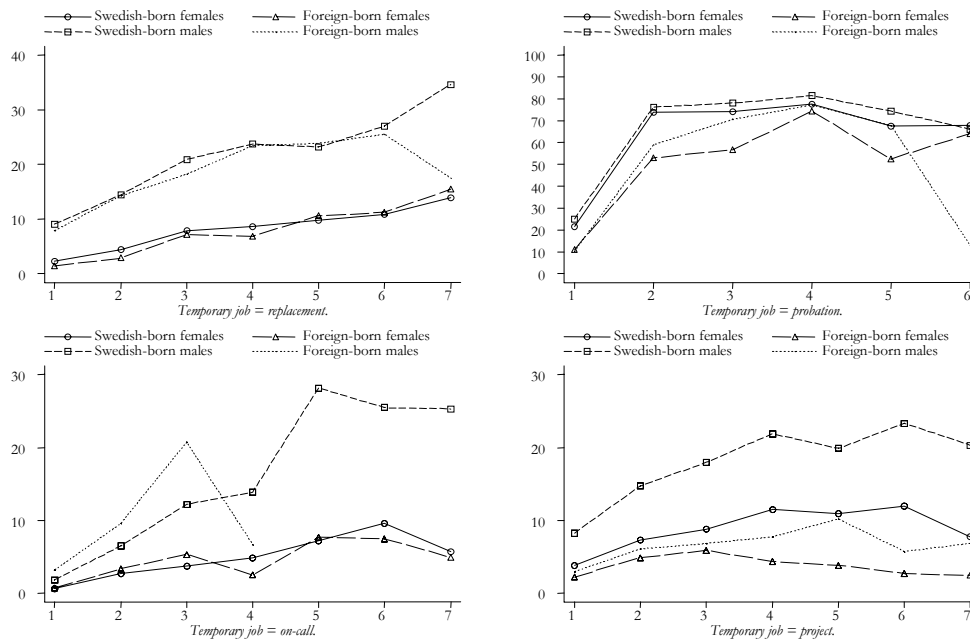 Swedish-born females Foreign-born females
Swedish-born males Foreign-born males
40
30
20
10
0
1 2 3 4 5 6 7
Temporary job = replacement.
Swedish-born females Foreign-born females
Swedish-born males Foreign-born males
100
90
80
70
60
50
40
30
20
10
0
1 2 3 4 5 6
Temporary job = probation.
Swedish-born females Foreign-born females
Swedish-born males Foreign-born males
30
20
10
0
1 2 3 4 5 6 7
Temporary job = on-call.
Swedish-born females Foreign-born females
Swedish-born males Foreign-born males
30
20
10
0
1 2 3 4 5 6 7
Temporary job = project.